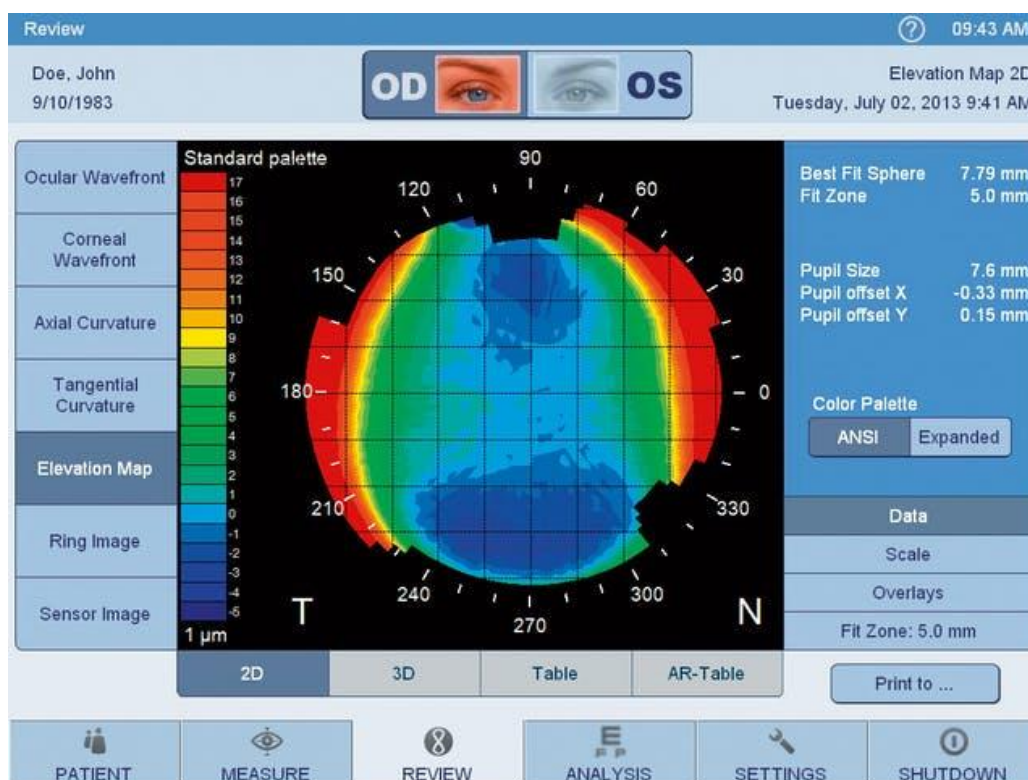 Review
09:43 AM
Doe, John
9/10/1983
OD
OS
Elevation Map 2D
Tuesday, July 02, 2013 9:41 AM
Ocular Wavefront
Corneal
Wavefront
Axial Curvature
Tangential
Curvature
Elevation Map
Ring Image
Sensor Image
Standard palette
17
16
15
14
13
12
11
10
9
8
7
6
5
4
3
2
1
0
-1
-2
-3
-4
-5
1 µm
90
120
60
150
30
180
0
210
330
240
300
270
T
N
Best Fit Sphere 7.79 mm
Fit Zone 5.0 mm
Pupil Size 7.6 mm
Pupil offset X -0.33 mm
Pupil offset Y 0.15 mm
Color Palette
ANSI Expanded
Data
Scale
Overlays
Fit Zone: 5.0 mm
2D 3D Table AR-Table
Print to ...
PATIENT MEASURE REVIEW ANALYSIS SETTINGS SHUTDOWN